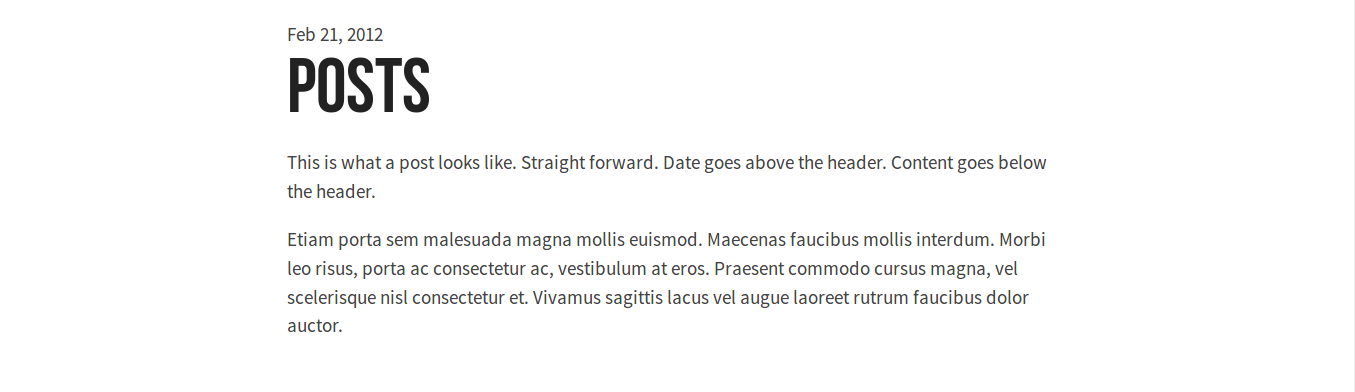 Feb 21, 2012
POSTS
This is what a post looks like. Straight forward. Date goes above the header. Content goes below
the header.
Etiam porta sem malesuada magna mollis euismod. Maecenas faucibus mollis interdum. Morbi
leo risus, porta ac consectetur ac, vestibulum at eros. Praesent commodo cursus magna, vel
scelerisque nisl consectetur et. Vivamus sagittis lacus vel augue laoreet rutrum faucibus dolor
auctor.